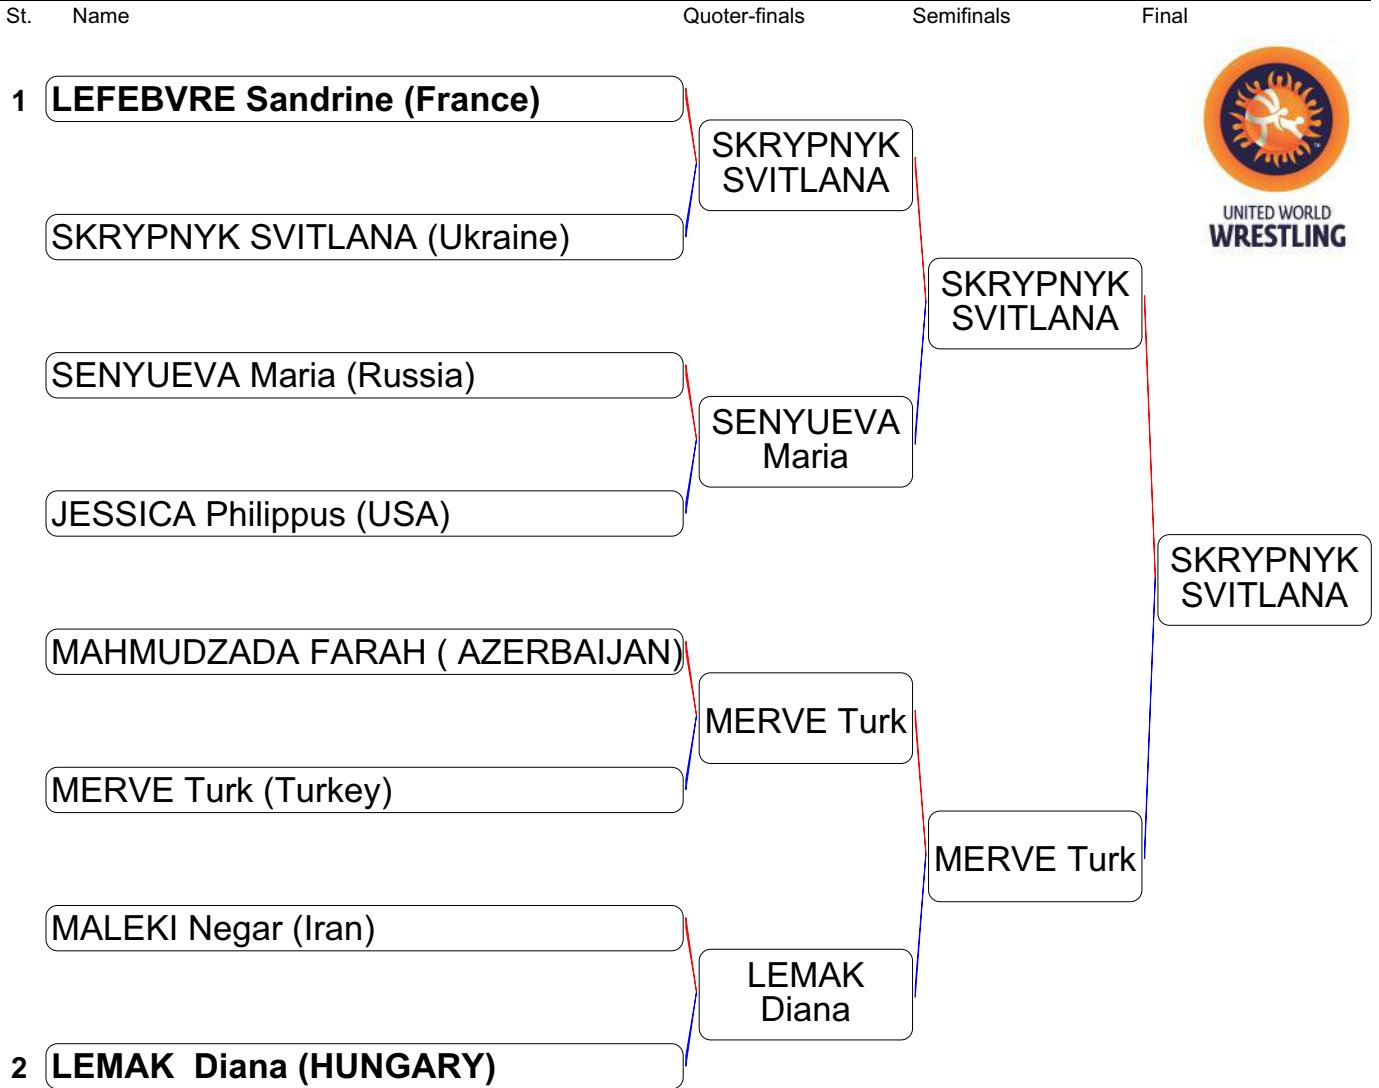 St. Name Quoter-finals Semifinals Final
1 LEFEBVRE Sandrine (France)
SKRYPNYK
SVITLANA
SKRYPNYK SVITLANA (Ukraine)
UNITED WORLD
WRESTLING
SKRYPNYK
SVITLANA
SENYUEVA Maria (Russia)
SENYUEVA
Maria
JESSICA Philippus (USA)
SKRYPNYK
SVITLANA
MAHMUDZADA FARAH ( AZERBAIJAN)
MERVE Turk
MERVE Turk (Turkey)
MERVE Turk
MALEKI Negar (Iran)
LEMAK
Diana
2 LEMAK  Diana (HUNGARY)